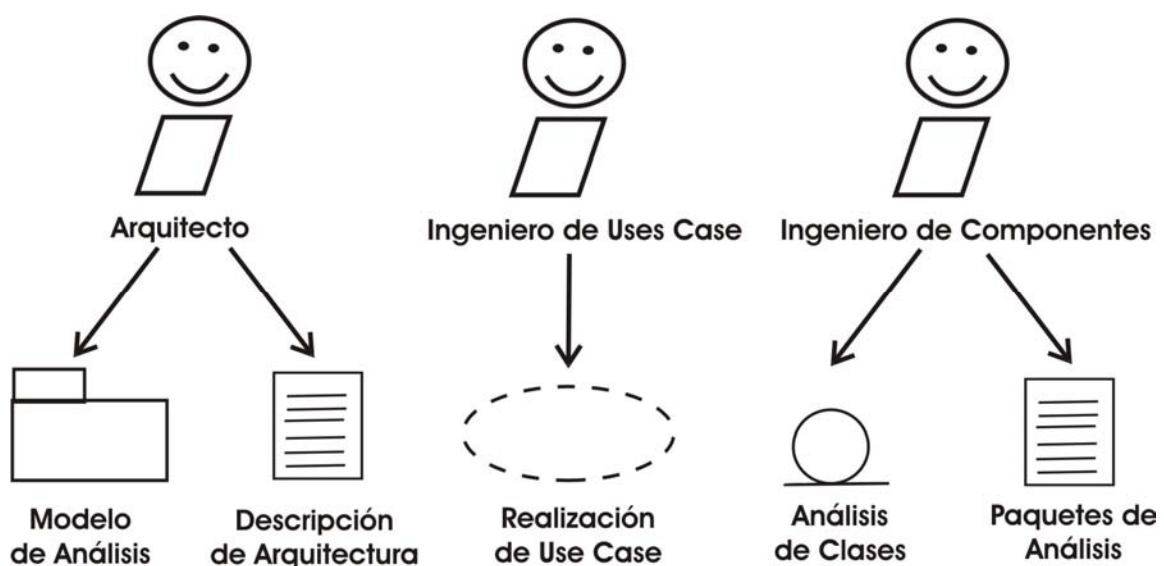 Arquitecto
Ingeniero de Uses Case
Ingeniero de Componentes
Modelo
de Análisis
Descripción
de Arquitectura
Realización
de Use Case
Análisis
de Clases
Paquetes de
Análisis